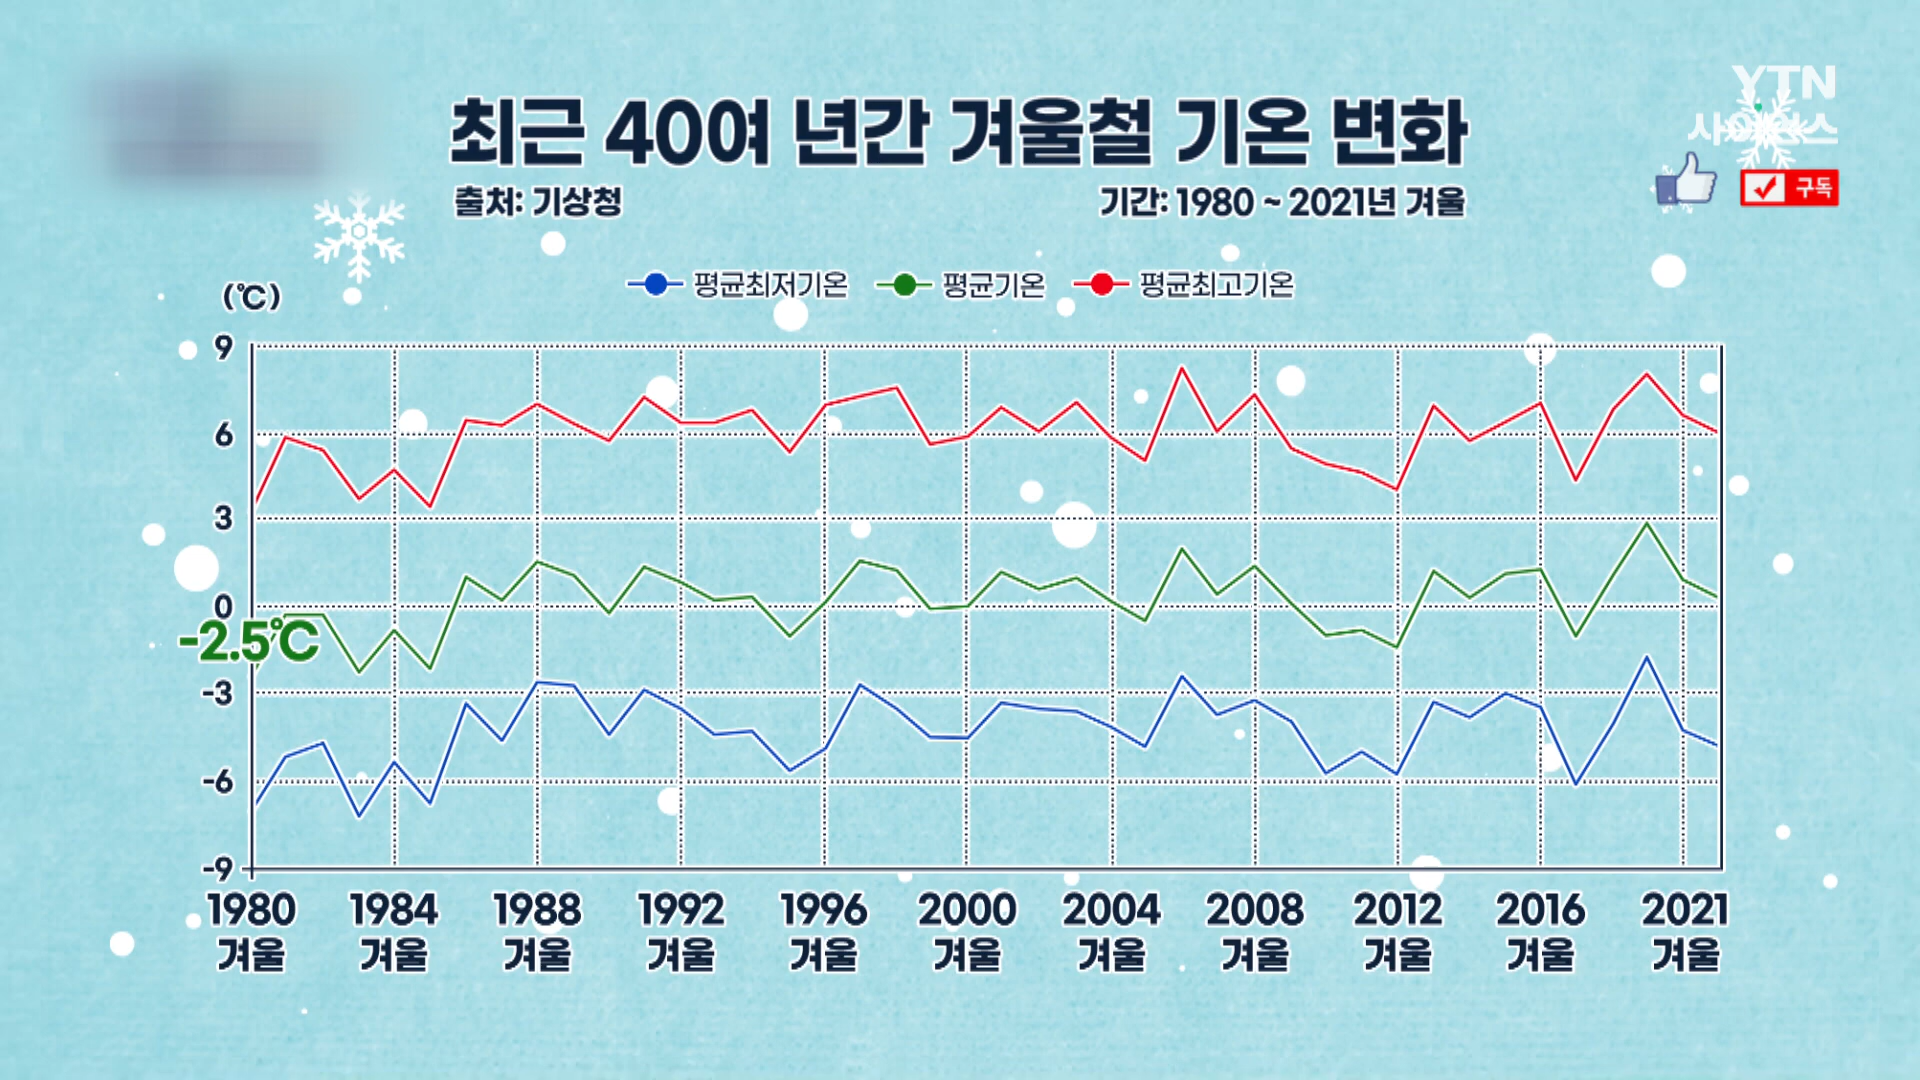 YTN
사이언스
구독
최근 40여 년간 겨울철 기온 변화
출처: 기상청
기간: 1980 ~ 2021년 겨울
(℃)
평균최저기온
평균기온
평균최고기온
9
6
3
0
-2.5℃
-3
-6
-9
1980 1984 1988 1992 1996 2000 2004 2008 2012 2016 2021
겨울 겨울 겨울 겨울 겨울 겨울 겨울 겨울 겨울 겨울 겨울